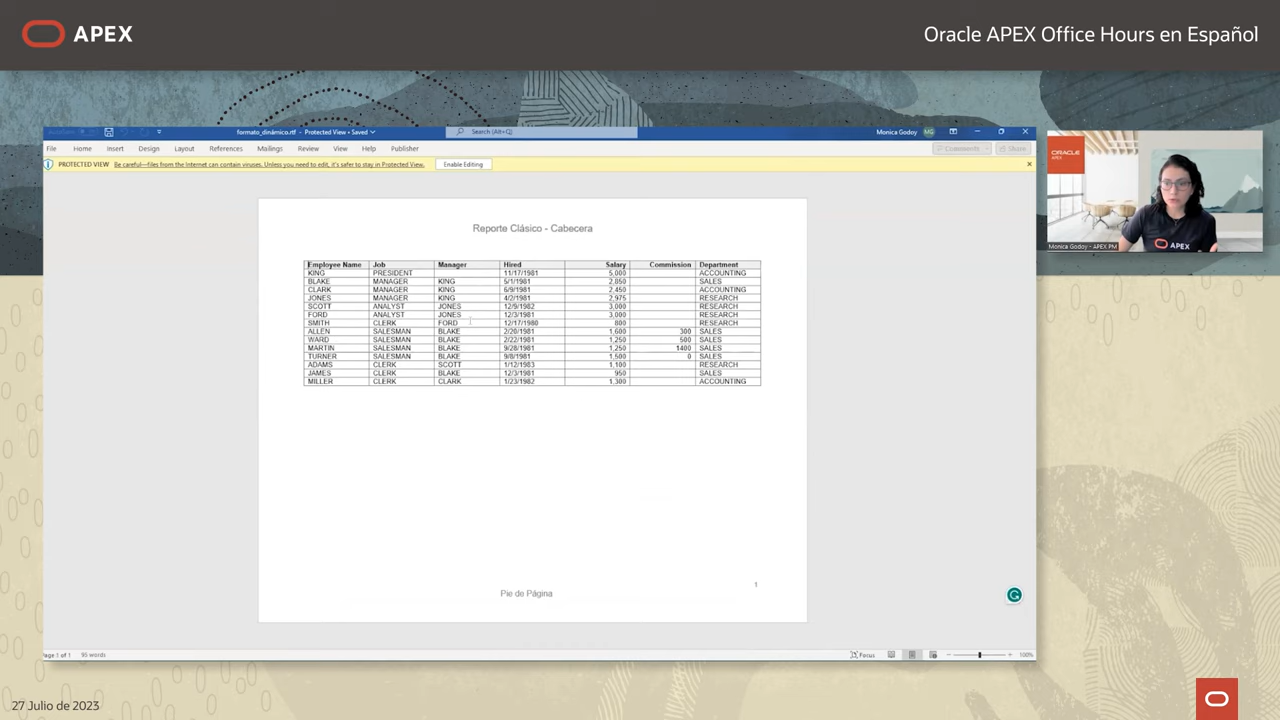 APEX
Oracle APEX Office Hours en Español
formato_dinámico.rtf - Protected View • Saved
Search (Alt+Q)
Monica Godoy MG
File Home Insert Design Layout References Mailings Review View Help Publisher
Comments Share
PROTECTED VIEW Be careful—files from the Internet can contain viruses. Unless you need to edit, it's safer to stay in Protected View. Enable Editing
ORACLE
APEX
Monica Godoy - APEX PM
APEX
Reporte Clásico - Cabecera
Employee Name Job Manager Hired Salary Commission Department
KING PRESIDENT 11/17/1981 5,000 ACCOUNTING
BLAKE MANAGER KING 5/1/1981 2,850 SALES
CLARK MANAGER KING 6/9/1981 2,450 ACCOUNTING
JONES MANAGER KING 4/2/1981 2,975 RESEARCH
SCOTT ANALYST JONES 12/9/1982 3,000 RESEARCH
FORD ANALYST JONES 12/3/1981 3,000 RESEARCH
SMITH CLERK FORD 12/17/1980 800 RESEARCH
ALLEN SALESMAN BLAKE 2/20/1981 1,600 300 SALES
WARD SALESMAN BLAKE 2/22/1981 1,250 500 SALES
MARTIN SALESMAN BLAKE 9/28/1981 1,250 1400 SALES
TURNER SALESMAN BLAKE 9/8/1981 1,500 0 SALES
ADAMS CLERK SCOTT 1/12/1983 1,100 RESEARCH
JAMES CLERK BLAKE 12/3/1981 950 SALES
MILLER CLERK CLARK 1/23/1982 1,300 ACCOUNTING
1
Pie de Página
Page 1 of 1 95 words
Focus
100%
27 Julio de 2023